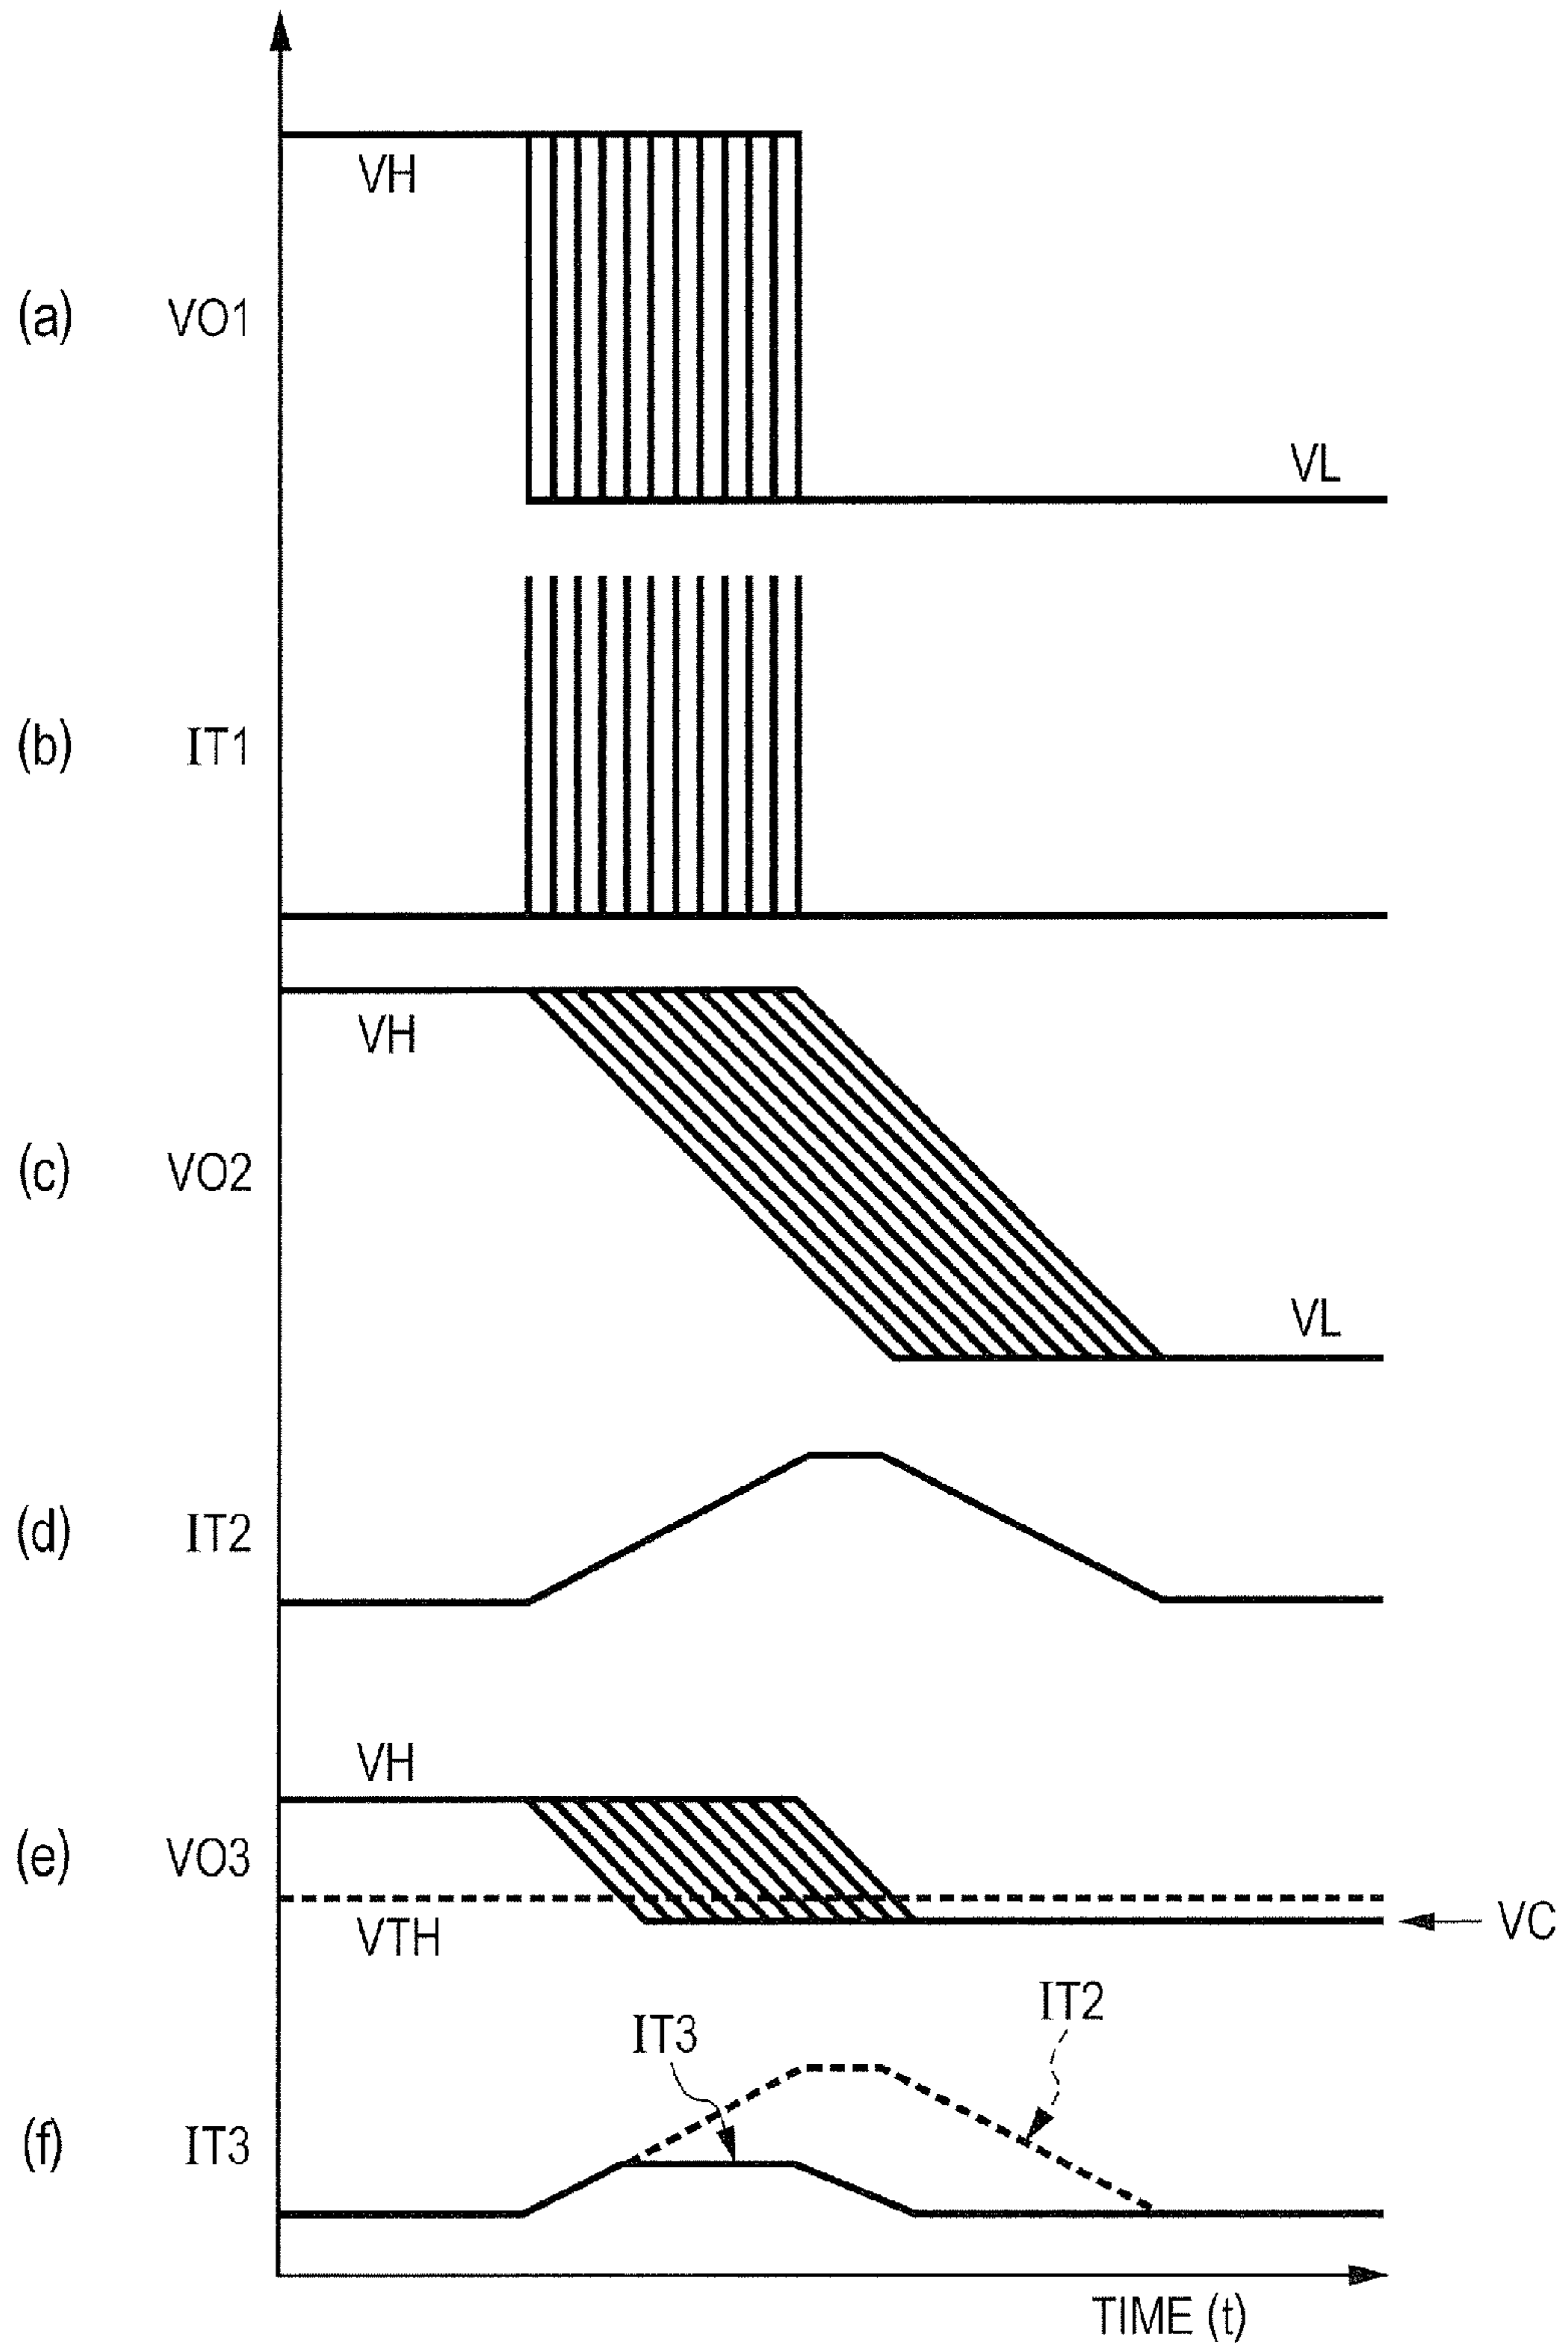 VH
(a) VO1
VL
(b) IT1
VH
(c) VO2
VL
(d) IT2
VH
(e) VO3
VTH
VC
IT2
IT3
(f) IT3
TIME (t)